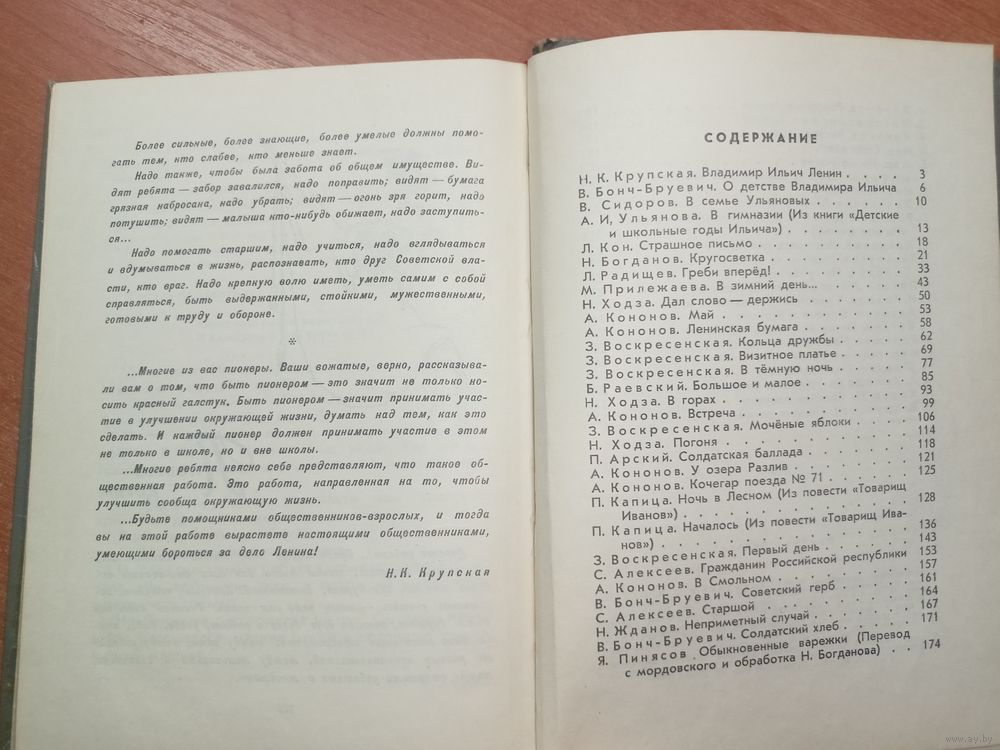 Более сильные, более знающие, более умелые должны помо-
гать тем, кто слабее, кто меньше знает.
Надо также, чтобы была забота об общем имуществе. Ви-
дят ребята — забор завалился, надо поправить; видят — бумага
грязная набросана, надо убрать; видят — огонь зря горит, надо
потушить; видят — малыша кто-нибудь обижает, надо заступить-
ся...
Надо помогать старшим, надо учиться, надо вглядываться
и вдумываться в жизнь, распознавать, кто друг Советской вла-
сти, кто враг. Надо крепкую волю иметь, уметь самим с собой
справляться, быть выдержанными, стойкими, мужественными,
готовыми к труду и обороне.
*
...Многие из вас пионеры. Ваши вожатые, верно, рассказыва-
ли вам о том, что быть пионером — это значит не только но-
сить красный галстук. Быть пионером — значит принимать учас-
тие в улучшении окружающей жизни, думать над тем, как это
сделать. И каждый пионер должен принимать участие в этом
не только в школе, но и вне школы.
...Многие ребята неясно себе представляют, что такое об-
щественная работа. Это работа, направленная на то, чтобы
улучшить сообща окружающую жизнь.
...Будьте помощниками общественников-взрослых, и тогда
вы на этой работе вырастете настоящими общественниками,
умеющими бороться за дело Ленина!
Н. К. Крупская
СОДЕРЖАНИЕ
Н. К. Крупская. Владимир Ильич Ленин . . . . 3
В. Бонч-Бруевич. О детстве Владимира Ильича 6
В. Сидоров. В семье Ульяновых . . . . . . 10
А. И. Ульянова. В гимназии (Из книги «Детские
и школьные годы Ильича») . . . . . . . 13
Л. Кон. Страшное письмо . . . . . . . . 18
Н. Богданов. Кругосветка . . . . . . . . 21
Л. Радищев. Греби вперёд! . . . . . . . . 33
М. Прилежаева. В зимний день... . . . . . . 43
Н. Ходза. Дал слово — держись . . . . . . 50
А. Кононов. Май . . . . . . . . . . 53
А. Кононов. Ленинская бумага . . . . . . . 58
З. Воскресенская. Кольца дружбы . . . . . 62
З. Воскресенская. Визитное платье . . . . . 69
З. Воскресенская. В тёмную ночь . . . . . 77
Б. Раевский. Большое и малое . . . . . . . 85
Н. Ходза. В горах . . . . . . . . . . 93
А. Кононов. Встреча . . . . . . . . . 99
З. Воскресенская. Мочёные яблоки . . . . . 106
Н. Ходза. Погоня . . . . . . . . . . 114
П. Арский. Солдатская баллада . . . . . . 118
А. Кононов. У озера Разлив . . . . . . . 121
А. Кононов. Кочегар поезда № 71 . . . . . . 125
П. Капица. Ночь в Лесном (Из повести «Товарищ
Иванов») . . . . . . . . . . . . 128
П. Капица. Началось (Из повести «Товарищ Ива-
нов») . . . . . . . . . . . . . 136
З. Воскресенская. Первый день . . . . . . 143
С. Алексеев. Гражданин Российской республики 153
А. Кононов. В Смольном . . . . . . . . 157
В. Бонч-Бруевич. Советский герб . . . . . 161
С. Алексеев. Старшой . . . . . . . . . 164
Н. Жданов. Неприметный случай . . . . . . 167
В. Бонч-Бруевич. Солдатский хлеб . . . . . 171
Я. Пинясов. Обыкновенные варежки (Перевод
с мордовского и обработка Н. Богданова) . . 174
www.ay.by